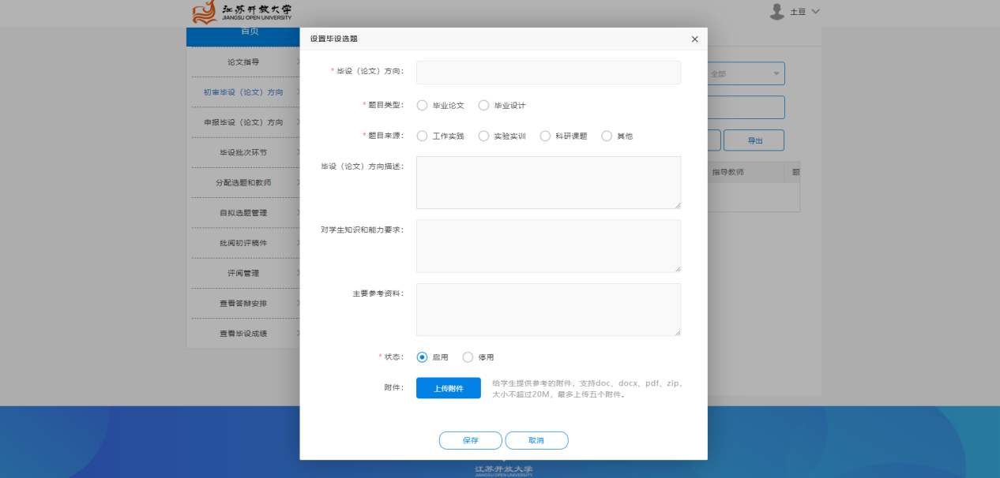 江苏开放大学
JIANGSU OPEN UNIVERSITY
土豆
首页
论文指导
初审毕设（论文）方向
申报毕设（论文）方向
毕设批次环节
分配选题和教师
自拟选题管理
批阅初评稿件
评阅管理
查看答辩安排
查看毕设成绩
设置毕设选题
* 毕设（论文）方向：
* 题目类型： 毕业论文 毕业设计
* 题目来源： 工作实践 实验实训 科研课题 其他
毕设（论文）方向描述：
对学生知识和能力要求：
主要参考资料：
* 状态： 启用 停用
附件： 上传附件 给学生提供参考的附件，支持doc、docx、pdf、zip，
大小不超过20M，最多上传五个附件。
保存 取消
全部
导出
指导教师 题
江苏开放大学
JIANGSU OPEN UNIVERSITY